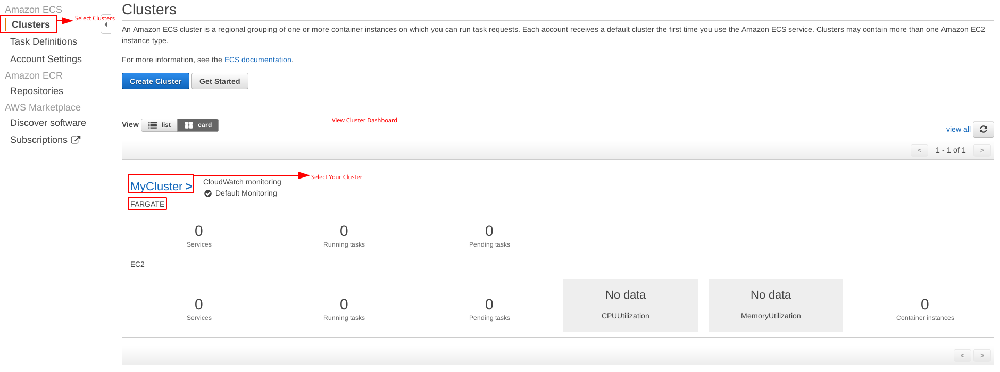 Amazon ECS
Clusters
Select Clusters
Task Definitions
Account Settings
Amazon ECR
Repositories
AWS Marketplace
Discover software
Subscriptions
Clusters
An Amazon ECS cluster is a regional grouping of one or more container instances on which you can run task requests. Each account receives a default cluster the first time you use the Amazon ECS service. Clusters may contain more than one Amazon EC2
instance type.
For more information, see the ECS documentation.
Create Cluster Get Started
View list card
View Cluster Dashboard
view all
< 1 - 1 of 1 >
MyCluster >
CloudWatch monitoring
Default Monitoring
Select Your Cluster
FARGATE
0 0 0
Services Running tasks Pending tasks
EC2
0 0 0 No data No data 0
Services Running tasks Pending tasks CPUUtilization MemoryUtilization Container instances
< >